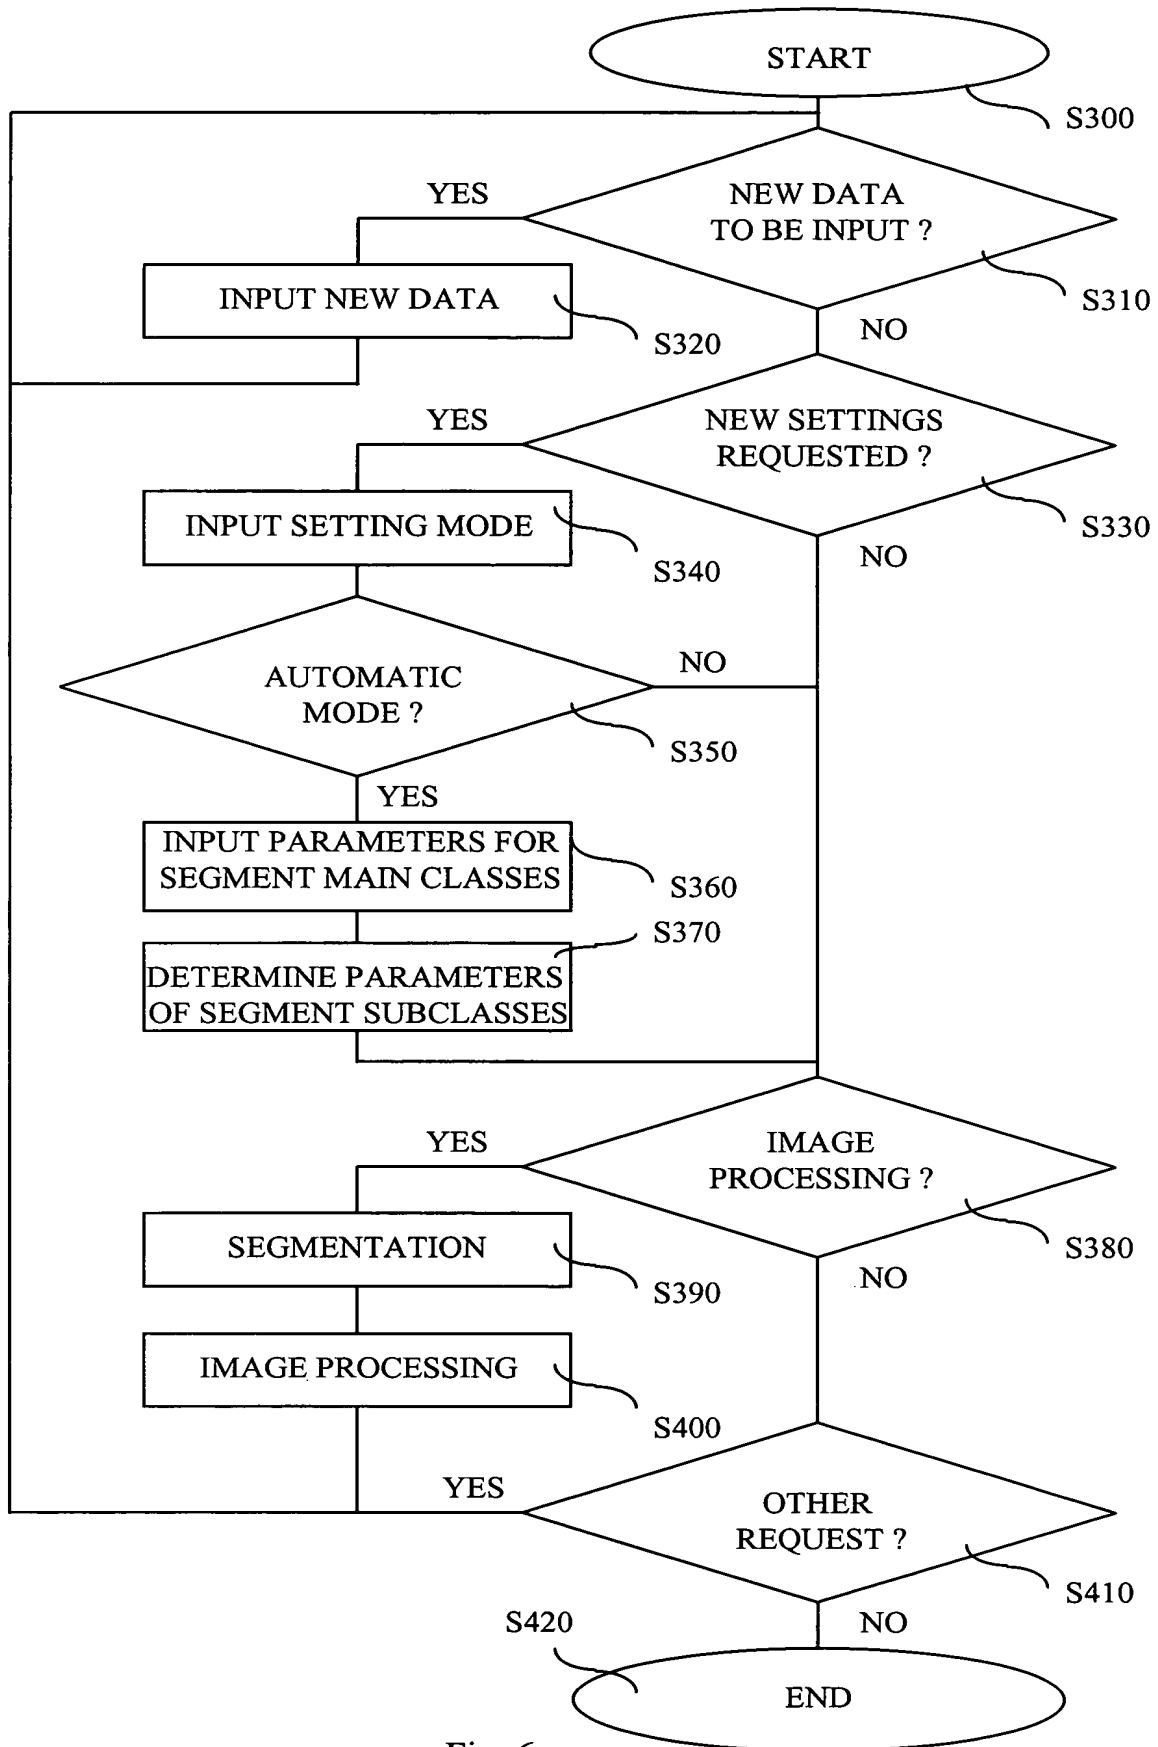 START
S300
YES
NEW DATA
TO BE INPUT ?
S310
INPUT NEW DATA
S320
NO
YES
NEW SETTINGS
REQUESTED ?
S330
INPUT SETTING MODE
S340
NO
AUTOMATIC
MODE ?
NO
S350
YES
INPUT PARAMETERS FOR
SEGMENT MAIN CLASSES
S360
S370
DETERMINE PARAMETERS
OF SEGMENT SUBCLASSES
YES
IMAGE
PROCESSING ?
S380
SEGMENTATION
S390
NO
IMAGE PROCESSING
S400
YES
OTHER
REQUEST ?
S410
S420
NO
END